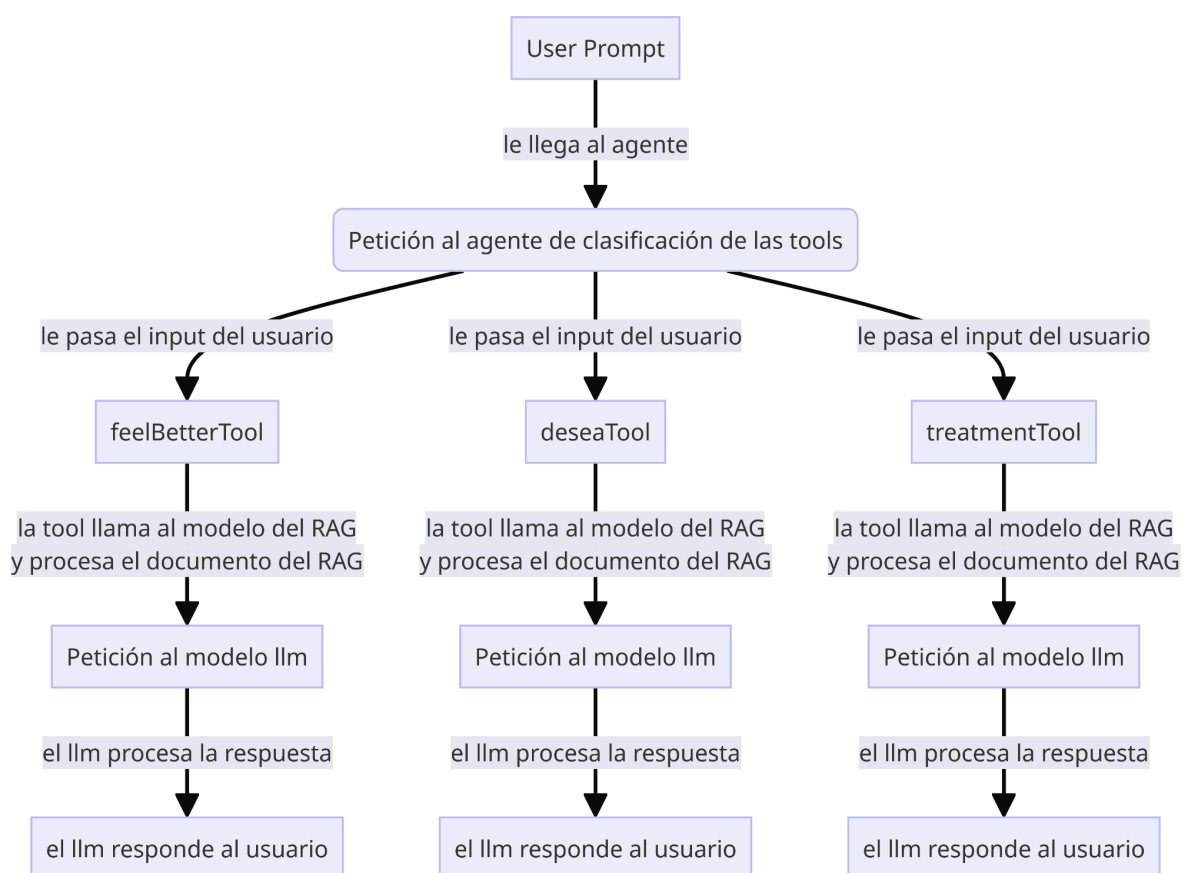 User Prompt
le llega al agente
Petición al agente de clasificación de las tools
le pasa el input del usuario
le pasa el input del usuario
le pasa el input del usuario
feelBetterTool
deseaTool
treatmentTool
la tool llama al modelo del RAG
y procesa el documento del RAG
la tool llama al modelo del RAG
y procesa el documento del RAG
la tool llama al modelo del RAG
y procesa el documento del RAG
Petición al modelo llm
Petición al modelo llm
Petición al modelo llm
el llm procesa la respuesta
el llm procesa la respuesta
el llm procesa la respuesta
el llm responde al usuario
el llm responde al usuario
el llm responde al usuario